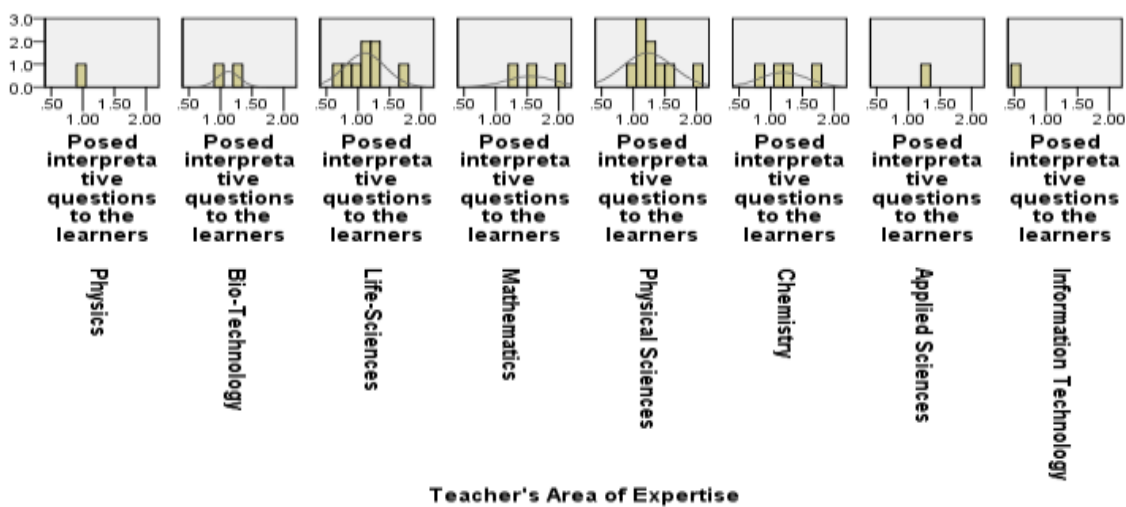 3.0
2.0
1.0
0.0
.50 1.50 .50 1.50 .50 1.50 .50 1.50 .50 1.50 .50 1.50 .50 1.50 .50 1.50
1.00 2.00 1.00 2.00 1.00 2.00 1.00 2.00 1.00 2.00 1.00 2.00 1.00 2.00 1.00 2.00
Posed Posed Posed Posed Posed Posed Posed Posed
interpreta interpreta interpreta interpreta interpreta interpreta interpreta interpreta
tive tive tive tive tive tive tive tive
questions questions questions questions questions questions questions questions
to the to the to the to the to the to the to the to the
learners learners learners learners learners learners learners learners
Physics
Bio-Technology
Life-Sciences
Mathematics
Physical Sciences
Chemistry
Applied Sciences
Information Technology
Teacher's Area of Expertise